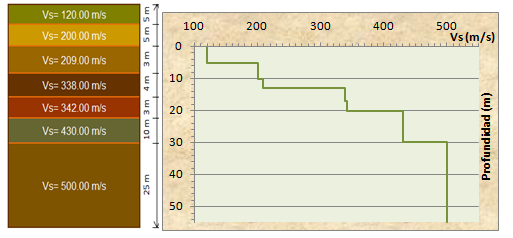 Vs= 120.00 m/s
Vs= 200.00 m/s
Vs= 209.00 m/s
Vs= 338.00 m/s
Vs= 342.00 m/s
Vs= 430.00 m/s
Vs= 500.00 m/s
5 m
5 m
3 m
4 m
3 m
10 m
25 m
100 200 300 400 500
Vs(m/s)
0
10
20
30
40
50
Profundidad (m)